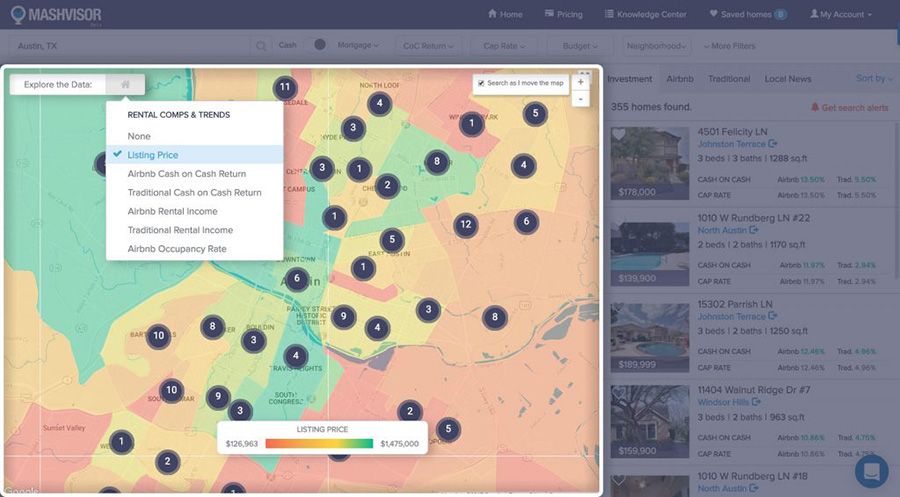 MASHVISOR
BETA
Home
Pricing
Knowledge Center
Saved homes 0
My Account
Austin, TX
Cash
Mortgage
CoC Return
Cap Rate
Budget
Neighborhood
More Filters
Explore the Data:
RENTAL COMPS & TRENDS
None
Listing Price
Airbnb Cash on Cash Return
Traditional Cash on Cash Return
Airbnb Rental Income
Traditional Rental Income
Airbnb Occupancy Rate
Search as I move the map
+
-
11
NORTH LOOP
4
5
1
3
HYDE
3
1
8
4
2
1
12
6
5
EAST AUSTIN
1
DOWNTOWN
6
RAINEY STREET
HISTORIC
DISTRICT
9
4
3
8
10
8
BOULDIN
3
4
TRAVIS HEIGHTS
10
9
SOUTH
CONGRESS
3
2
Sunset Valley
1
5
2
1
LISTING PRICE
$126,963
$1,475,000
Google
Investment
Airbnb
Traditional
Local News
Sort by
355 homes found.
Get search alerts
4501 Felicity LN
Johnston Terrace
3 beds | 3 baths | 1288 sq.ft
$178,000
CASH ON CASH Airbnb 13.50% Trad. 5.50%
CAP RATE Airbnb 13.50% Trad. 5.50%
1010 W Rundberg LN #22
North Austin
2 beds | 2 baths | 1170 sq.ft
$139,900
CASH ON CASH Airbnb 11.97% Trad. 2.94%
CAP RATE Airbnb 11.97% Trad. 2.94%
15302 Parrish LN
3 beds | 2 baths | 1250 sq.ft
$189,999
CASH ON CASH Airbnb 12.46% Trad. 4.96%
CAP RATE Airbnb 12.46% Trad. 4.96%
11404 Walnut Ridge Dr #7
Windsor Hills
3 beds | 2 baths | 963 sq.ft
$159,900
CASH ON CASH Airbnb 10.86% Trad. 4.75%
CAP RATE Airbnb 10.86% Trad. 4.75%
1010 W Rundberg LN #18
North Austin